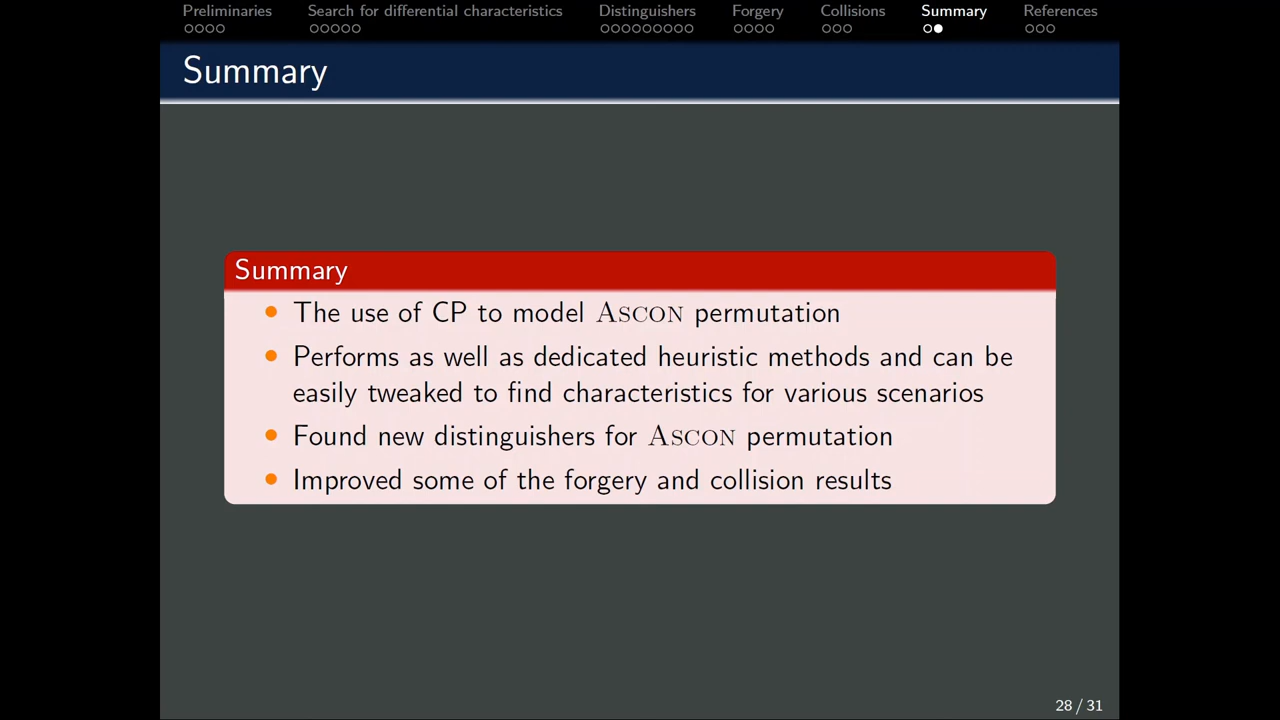 Preliminaries Search for differential characteristics Distinguishers Forgery Collisions Summary References
Summary
Summary
The use of CP to model Ascon permutation
Performs as well as dedicated heuristic methods and can be
easily tweaked to find characteristics for various scenarios
Found new distinguishers for Ascon permutation
Improved some of the forgery and collision results
28 / 31